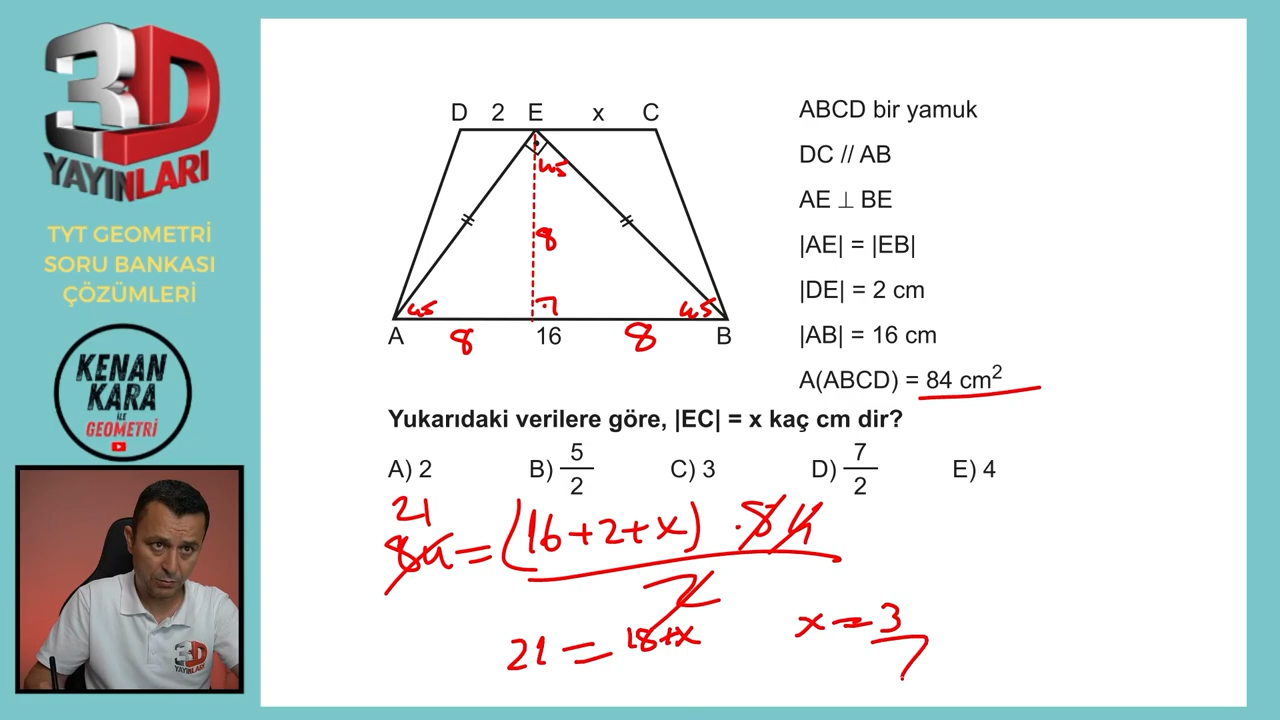 3D
YAYINLARI
TYT GEOMETRİ
SORU BANKASI
ÇÖZÜMLERİ
KENAN
KARA
İLE
GEOMETRİ
3D
YAYINLARI
D 2 E x C
45
8
45 45
A 8 16 8 B
ABCD bir yamuk
DC // AB
AE ⊥ BE
|AE| = |EB|
|DE| = 2 cm
|AB| = 16 cm
A(ABCD) = 84 cm²
Yukarıdaki verilere göre, |EC| = x kaç cm dir?
A) 2 B) 5/2 C) 3 D) 7/2 E) 4
21
84 = (16+2+x) . 8 4
2
21 = 18+x x = 3